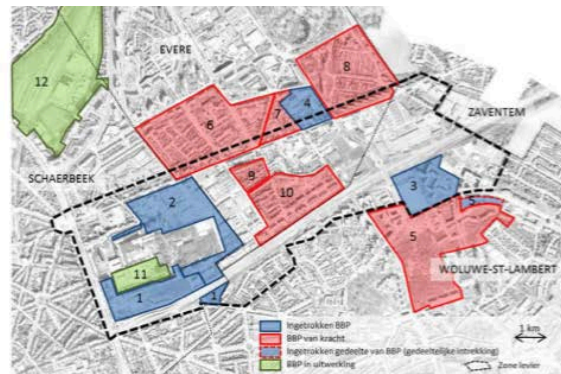 EVERE
12
8
4
7
6
ZAVENTEM
SCHAERBEEK
9
2
10
3
5
5
11
WOLUWE-ST-LAMBERT
1
1
Ingetrokken BBP
BBP van kracht
1 km
Ingetrokken gedeelte van BBP (gedeeltelijke intrekking)
BBP in uitwerking
Zone levier